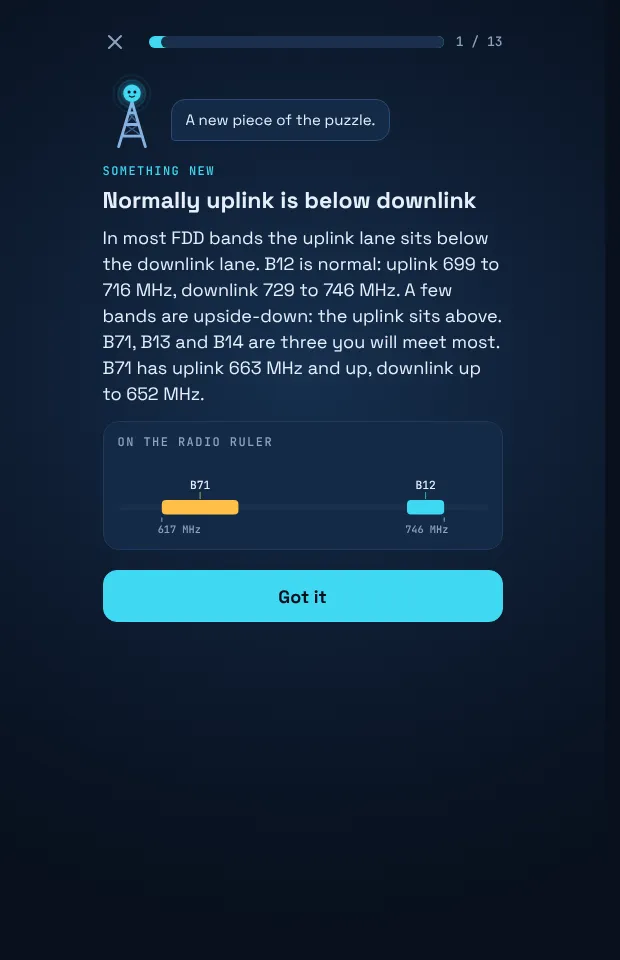 1 / 13
A new piece of the puzzle.
SOMETHING NEW
Normally uplink is below downlink
In most FDD bands the uplink lane sits below
the downlink lane. B12 is normal: uplink 699 to
716 MHz, downlink 729 to 746 MHz. A few
bands are upside-down: the uplink sits above.
B71, B13 and B14 are three you will meet most.
B71 has uplink 663 MHz and up, downlink up
to 652 MHz.
ON THE RADIO RULER
B71 B12
617 MHz 746 MHz
Got it